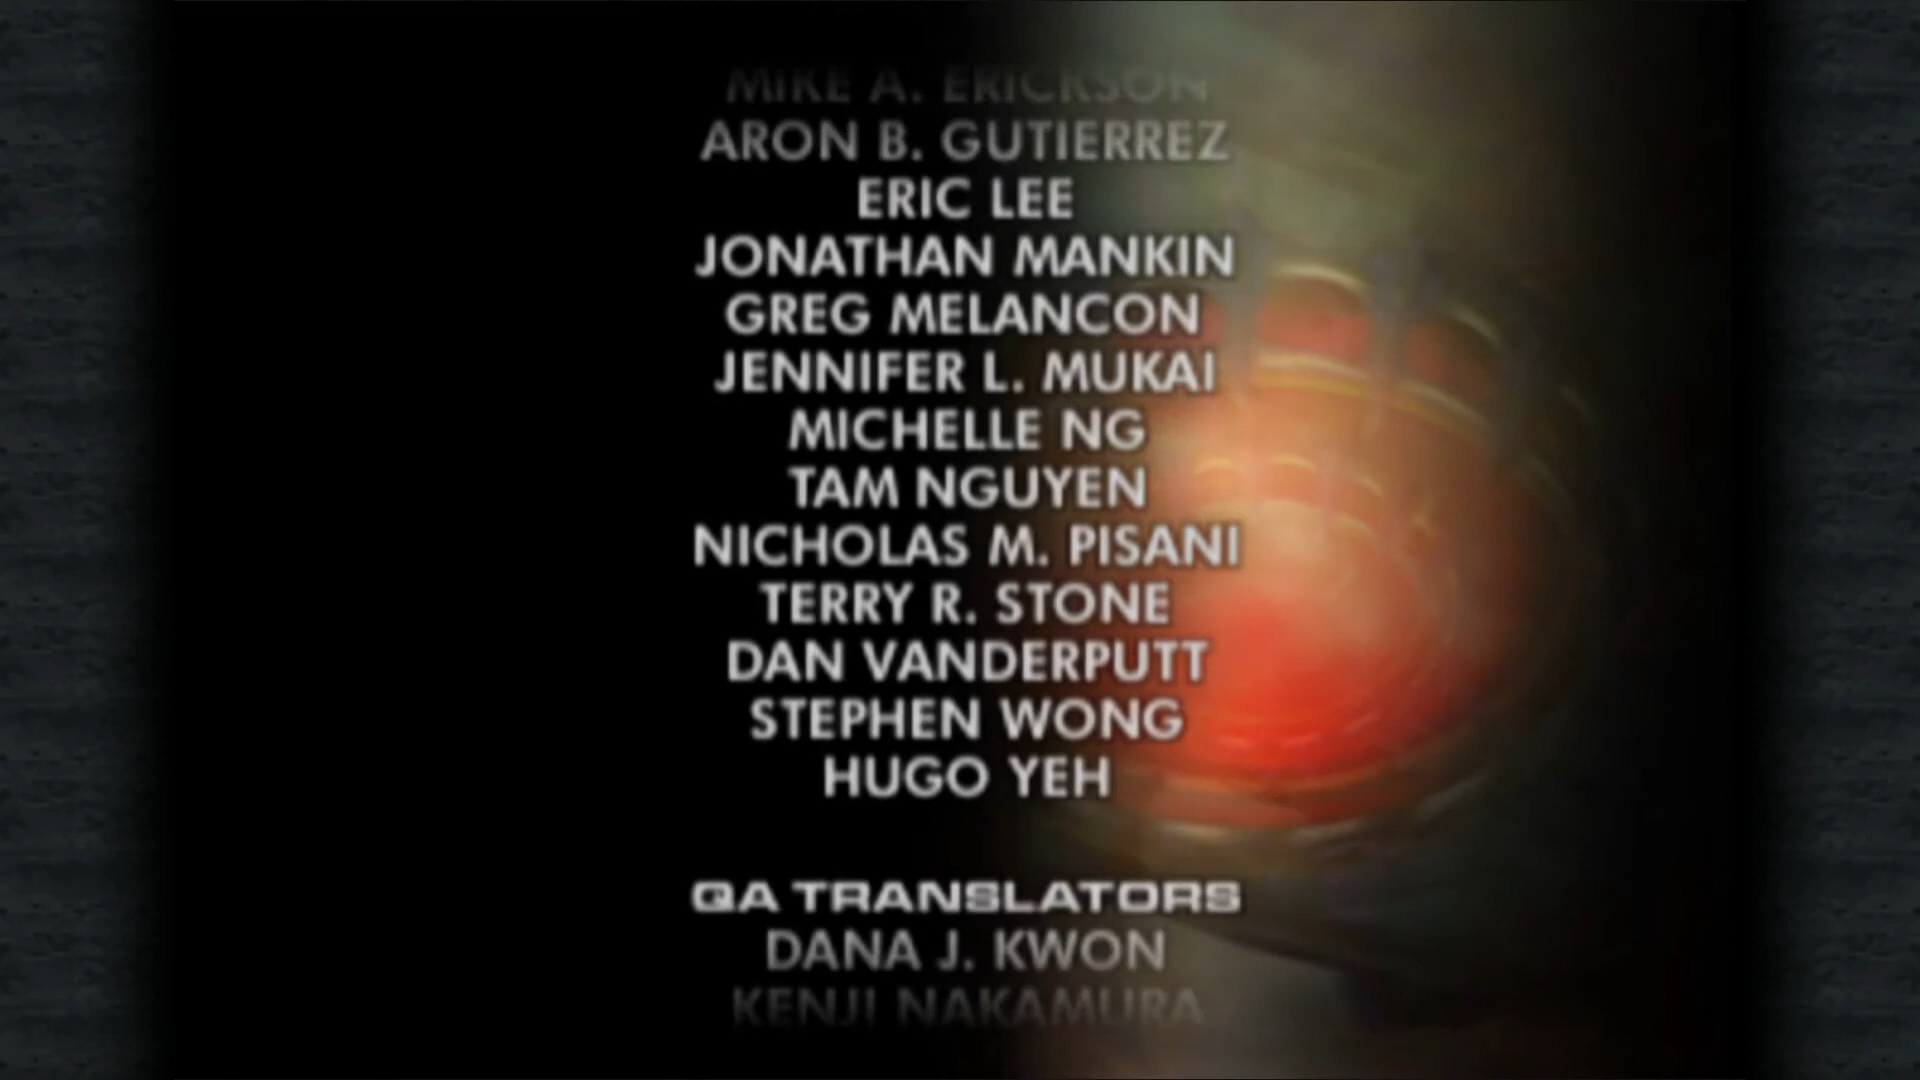 MIKE A. ERICKSON
ARON B. GUTIERREZ
ERIC LEE
JONATHAN MANKIN
GREG MELANCON
JENNIFER L. MUKAI
MICHELLE NG
TAM NGUYEN
NICHOLAS M. PISANI
TERRY R. STONE
DAN VANDERPUTT
STEPHEN WONG
HUGO YEH
QA TRANSLATORS
DANA J. KWON
KENJI NAKAMURA